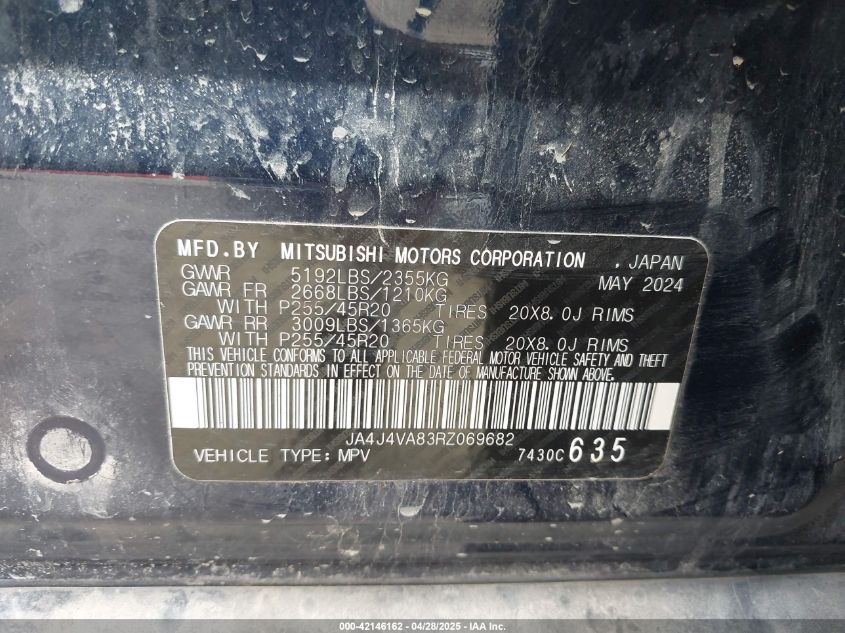 MFD.BY MITSUBISHI MOTORS CORPORATION . JAPAN
GVWR 5192LBS/2355KG MAY 2024
GAWR FR 2668LBS/1210KG
WITH P255/45R20 TIRES 20X8.0J RIMS
GAWR RR 3009LBS/1365KG
WITH P255/45R20 TIRES 20X8.0J RIMS
THIS VEHICLE CONFORMS TO ALL APPLICABLE FEDERAL MOTOR VEHICLE SAFETY AND THEFT
PREVENTION STANDARDS IN EFFECT ON THE DATE OF MANUFACTURE SHOWN ABOVE.
JA4J4VA83RZ069682
VEHICLE TYPE:MPV 7430C 635
000-42146162 04/28/2025 - IAA Inc.